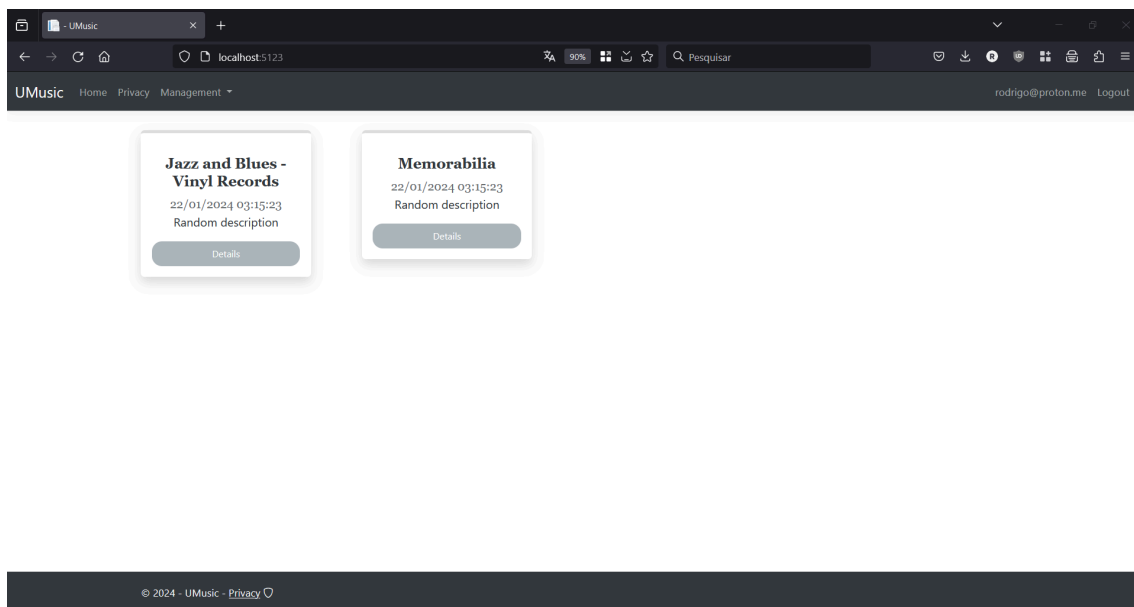 - UMusic
localhost:5123
90%
Pesquisar
UMusic Home Privacy Management
rodrigo@proton.me Logout
Jazz and Blues -
Vinyl Records
22/01/2024 03:15:23
Random description
Details
Memorabilia
22/01/2024 03:15:23
Random description
Details
© 2024 - UMusic - Privacy